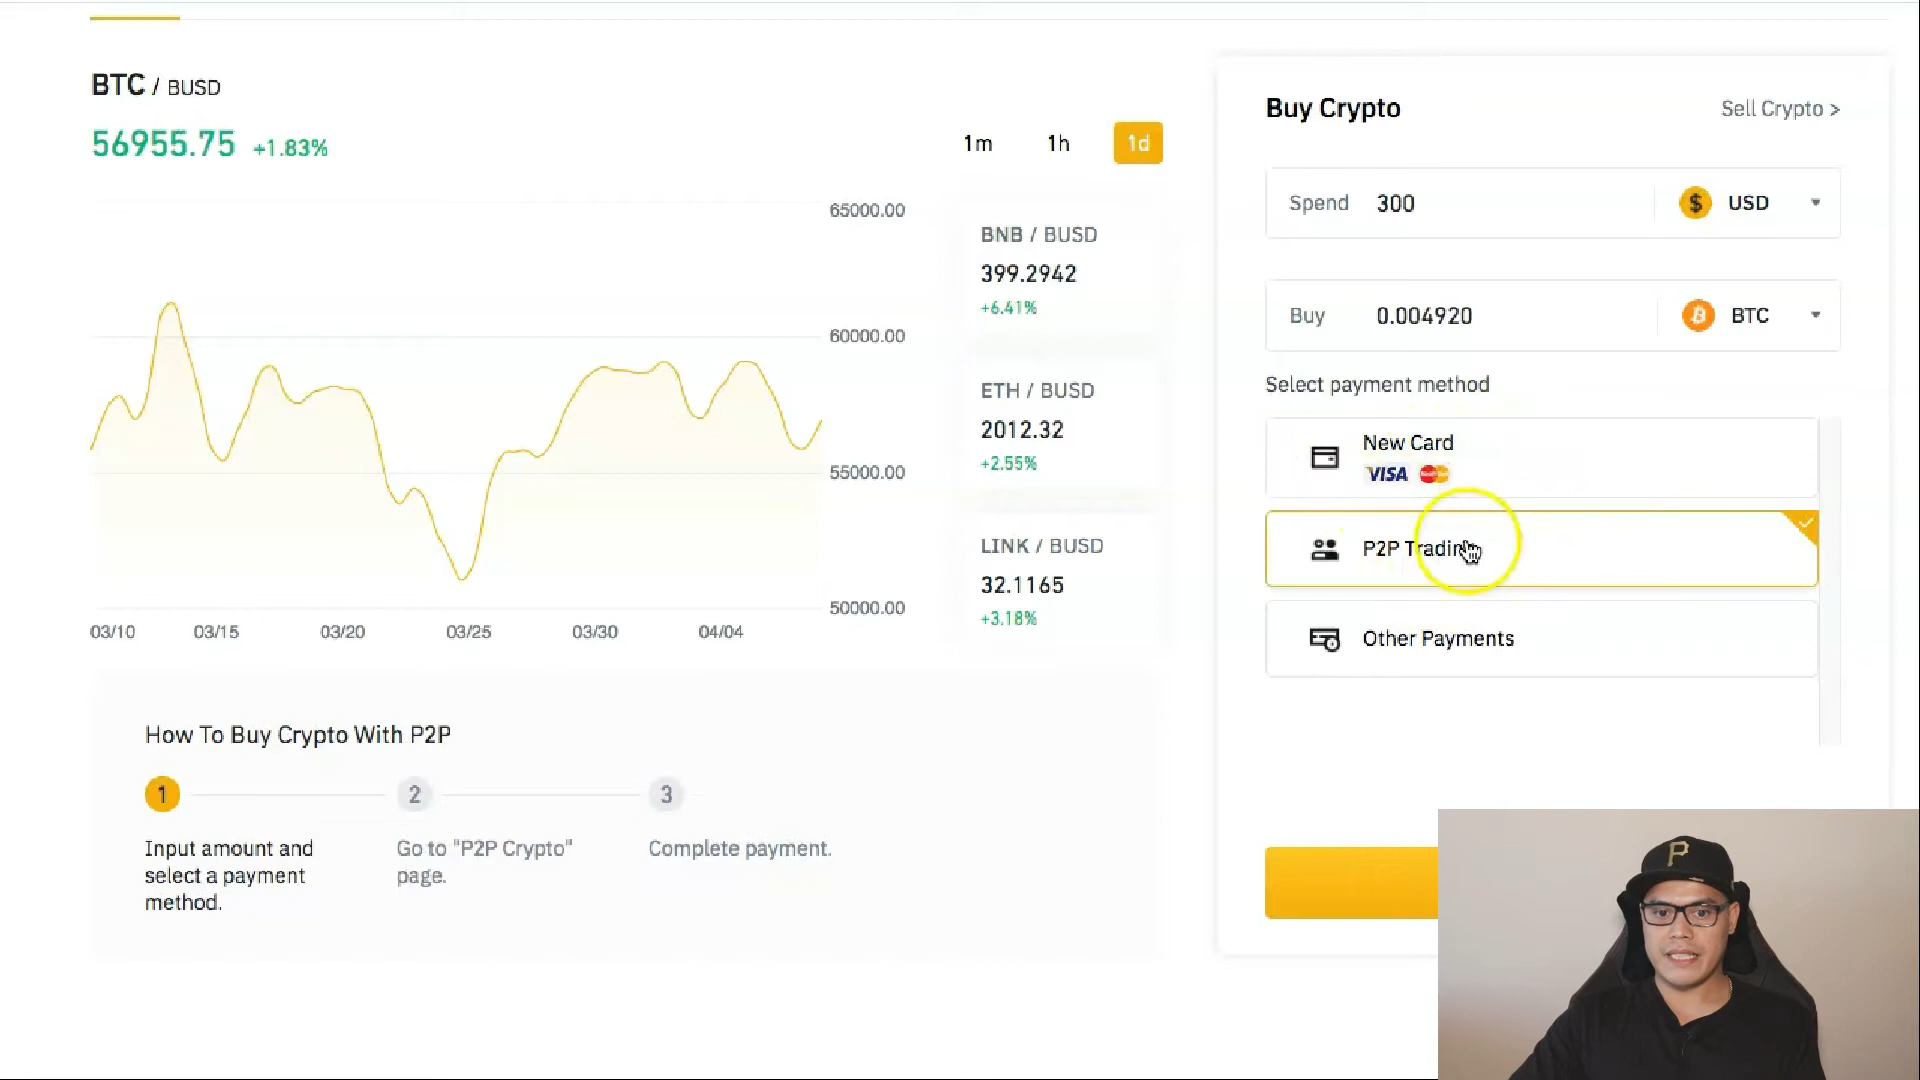 BTC / BUSD
56955.75 +1.83%
1m 1h 1d
65000.00
60000.00
55000.00
50000.00
03/10 03/15 03/20 03/25 03/30 04/04
BNB / BUSD
399.2942
+6.41%
ETH / BUSD
2012.32
+2.55%
LINK / BUSD
32.1165
+3.18%
How To Buy Crypto With P2P
1 2 3
Input amount and
select a payment
method.
Go to "P2P Crypto"
page.
Complete payment.
Buy Crypto Sell Crypto >
Spend 300 $ USD
Buy 0.004920 BTC
Select payment method
New Card
VISA
P2P Trading
Other Payments
P